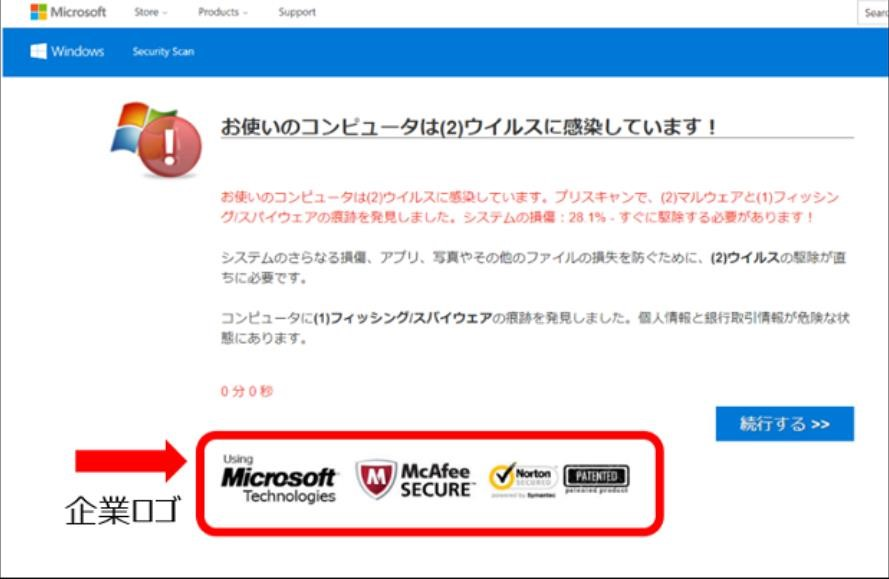 Microsoft Store Products Support Searc
Windows Security Scan
お使いのコンピュータは(2)ウイルスに感染しています！
お使いのコンピュータは(2)ウイルスに感染しています。プリスキャンで、(2)マルウェアと(1)フィッシン
グ/スパイウェアの痕跡を発見しました。システムの損傷：28.1% - すぐに駆除する必要があります！
システムのさらなる損傷、アプリ、写真やその他のファイルの損失を防ぐために、(2)ウイルスの駆除が直
ちに必要です。
コンピュータに(1)フィッシング/スパイウェアの痕跡を発見しました。個人情報と銀行取引情報が危険な状
態にあります。
0 分 0 秒
続行する >>
企業ロゴ
Using
Microsoft
Technologies
McAfee
SECURE
Norton
SECURED
powered by Symantec
PATENTED
patented product